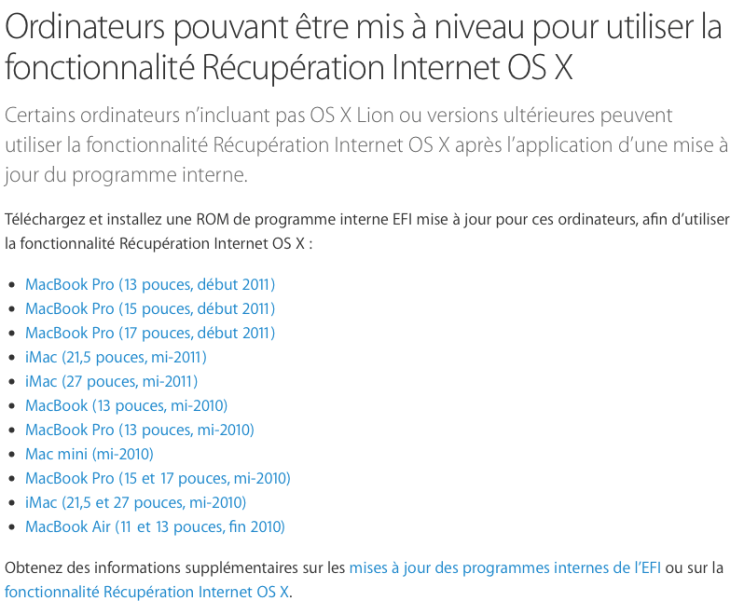 Ordinateurs pouvant être mis à niveau pour utiliser la
fonctionnalité Récupération Internet OS X
Certains ordinateurs n’incluant pas OS X Lion ou versions ultérieures peuvent
utiliser la fonctionnalité Récupération Internet OS X après l’application d’une mise à
jour du programme interne.
Téléchargez et installez une ROM de programme interne EFI mise à jour pour ces ordinateurs, afin d’utiliser
la fonctionnalité Récupération Internet OS X :
• MacBook Pro (13 pouces, début 2011)
• MacBook Pro (15 pouces, début 2011)
• MacBook Pro (17 pouces, début 2011)
• iMac (21,5 pouces, mi-2011)
• iMac (27 pouces, mi-2011)
• MacBook (13 pouces, mi-2010)
• MacBook Pro (13 pouces, mi-2010)
• Mac mini (mi-2010)
• MacBook Pro (15 et 17 pouces, mi-2010)
• iMac (21,5 et 27 pouces, mi-2010)
• MacBook Air (11 et 13 pouces, fin 2010)
Obtenez des informations supplémentaires sur les mises à jour des programmes internes de l’EFI ou sur la
fonctionnalité Récupération Internet OS X.